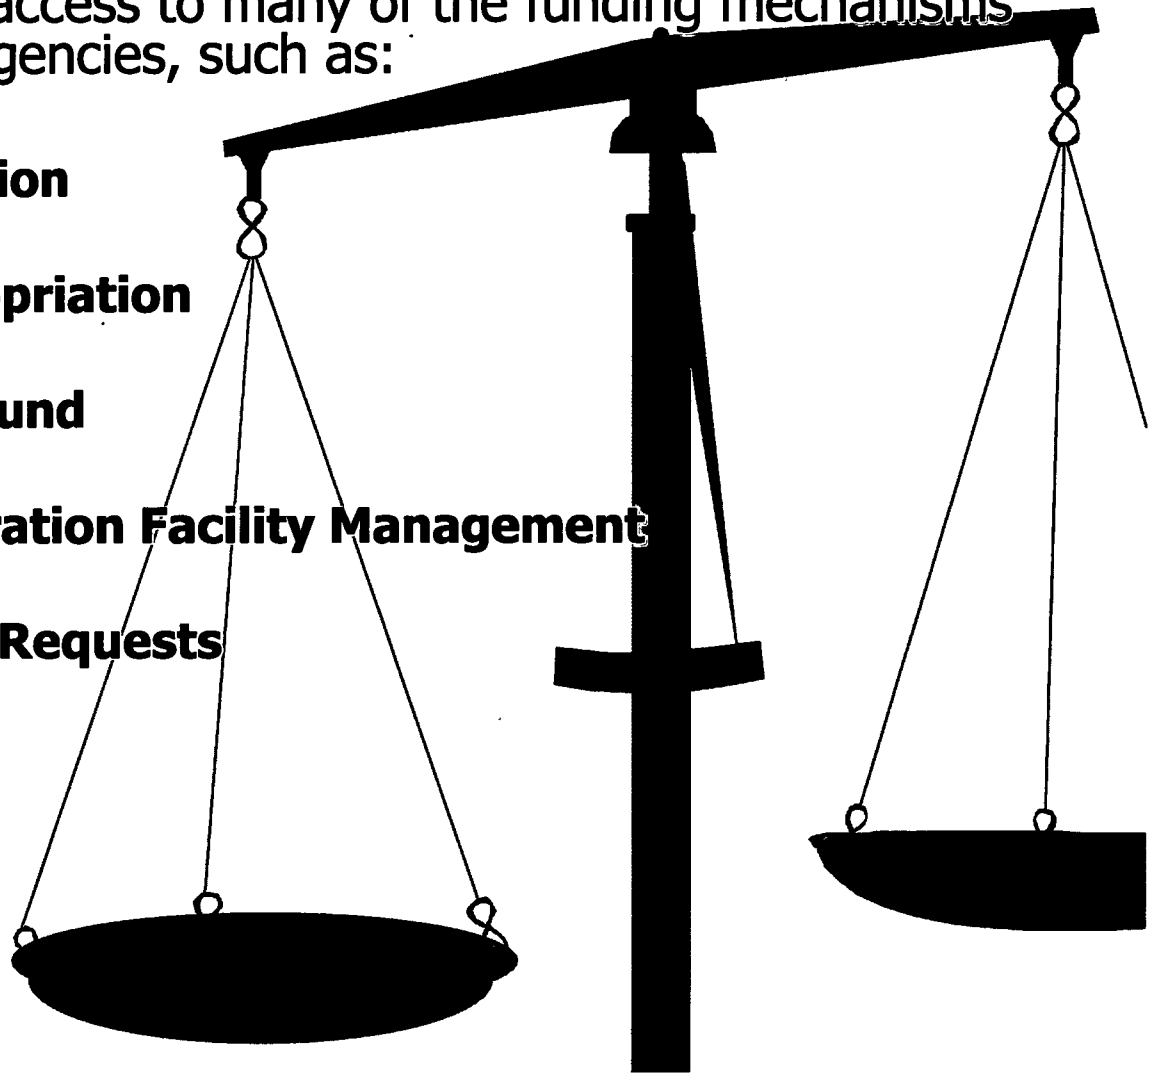 access to many of the funding mechanisms
gencies, such as:
ion
priation
und
ration Facility Management
Requests